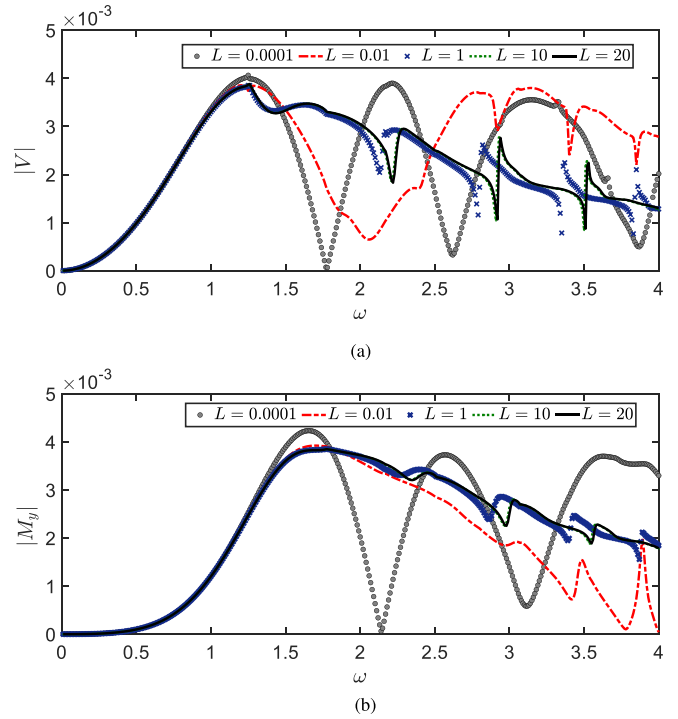 ×10⁻³
L = 0.0001 L = 0.01 L = 1 L = 10 L = 20
5
4
3
2
1
0
|V|
0 0.5 1 1.5 2 2.5 3 3.5 4
ω
(a)
×10⁻³
L = 0.0001 L = 0.01 L = 1 L = 10 L = 20
5
4
3
2
1
0
|M_y|
0 0.5 1 1.5 2 2.5 3 3.5 4
ω
(b)